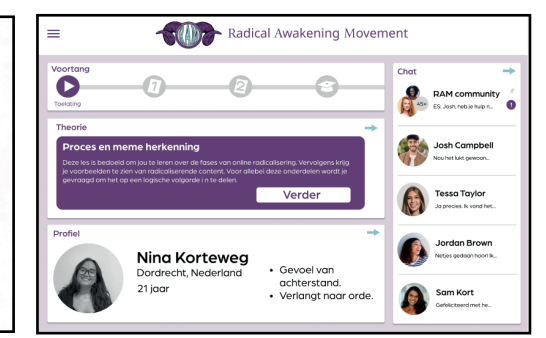 RAM
Radical Awakening Movement
Voortang
1
2
Toelating
Theorie
Proces en meme herkenning
Deze les is bedoeld om jou te leren over de fases van online radicalisering. Vervolgens krijg
je voorbeelden te zien van radicaliserende content. Voor allebei deze onderdelen wordt je
gevraagd om het op een logische volgorde i n te delen.
Verder
Profiel
Nina Korteweg
Dordrecht, Nederland
21 jaar
• Gevoel van
achterstand.
• Verlangt naar orde.
Chat
45+
RAM community
ES, Josh, heb je hulp n...
1
Josh Campbell
Nou het lukt gewoon...
Tessa Taylor
Ja precies. Ik vond het...
Jordan Brown
Netjes gedaan hoor! Ik...
Sam Kort
Gefeliciteerd met he...